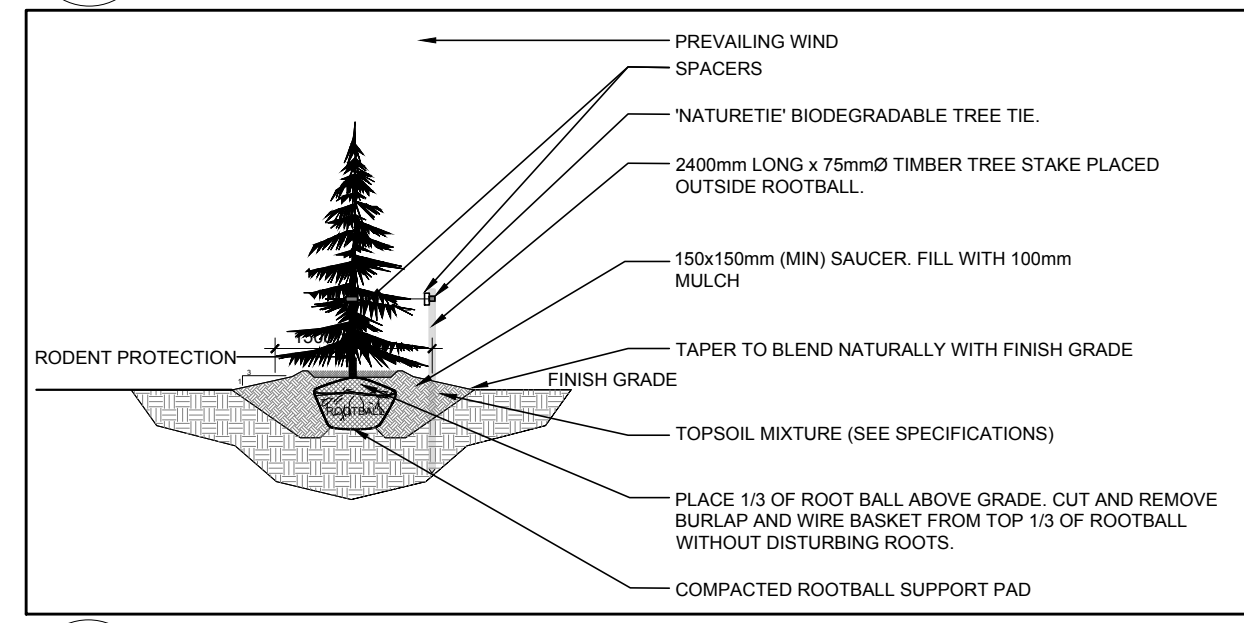 PREVAILING WIND
SPACERS
'NATURETIE' BIODEGRADABLE TREE TIE.
2400mm LONG x 75mmØ TIMBER TREE STAKE PLACED
OUTSIDE ROOTBALL.
150x150mm (MIN) SAUCER. FILL WITH 100mm
MULCH
RODENT PROTECTION
TAPER TO BLEND NATURALLY WITH FINISH GRADE
3
1
FINISH GRADE
ROOTBALL
TOPSOIL MIXTURE (SEE SPECIFICATIONS)
PLACE 1/3 OF ROOT BALL ABOVE GRADE. CUT AND REMOVE
BURLAP AND WIRE BASKET FROM TOP 1/3 OF ROOTBALL
WITHOUT DISTURBING ROOTS.
COMPACTED ROOTBALL SUPPORT PAD